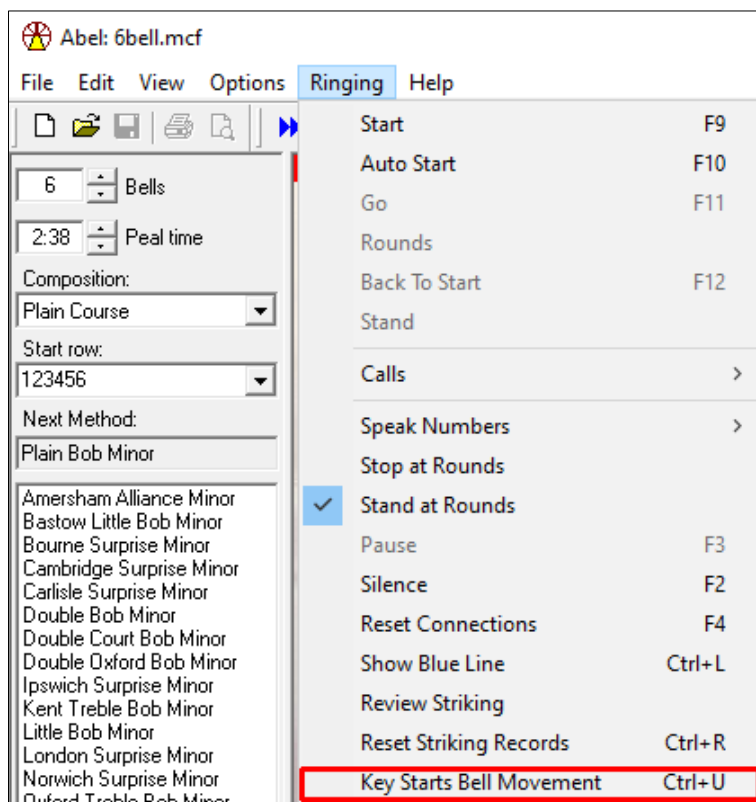 Abel: 6bell.mcf
File Edit View Options Ringing Help
6 Bells
2:38 Peal time
Composition:
Plain Course
Start row:
123456
Next Method:
Plain Bob Minor
Amersham Alliance Minor
Bastow Little Bob Minor
Bourne Surprise Minor
Cambridge Surprise Minor
Carlisle Surprise Minor
Double Bob Minor
Double Court Bob Minor
Double Oxford Bob Minor
Ipswich Surprise Minor
Kent Treble Bob Minor
Little Bob Minor
London Surprise Minor
Norwich Surprise Minor
Oxford Treble Bob Minor
Start F9
Auto Start F10
Go F11
Rounds
Back To Start F12
Stand
Calls
Speak Numbers
Stop at Rounds
Stand at Rounds
Pause F3
Silence F2
Reset Connections F4
Show Blue Line Ctrl+L
Review Striking
Reset Striking Records Ctrl+R
Key Starts Bell Movement Ctrl+U